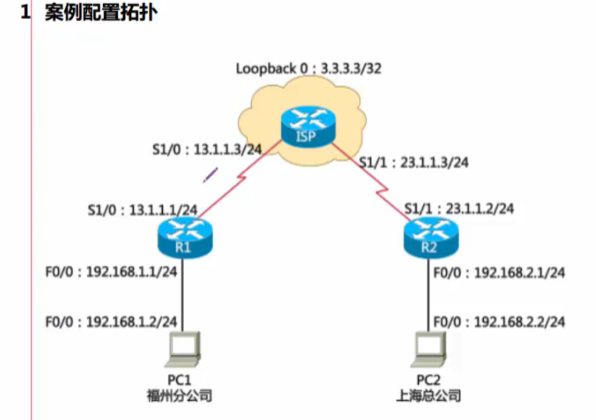 1 案例配置拓扑
Loopback 0：3.3.3.3/32
ISP
S1/0：13.1.1.3/24
S1/1：23.1.1.3/24
S1/0：13.1.1.1/24
S1/1：23.1.1.2/24
R1
R2
F0/0：192.168.1.1/24
F0/0：192.168.2.1/24
F0/0：192.168.1.2/24
F0/0：192.168.2.2/24
PC1
福州分公司
PC2
上海总公司